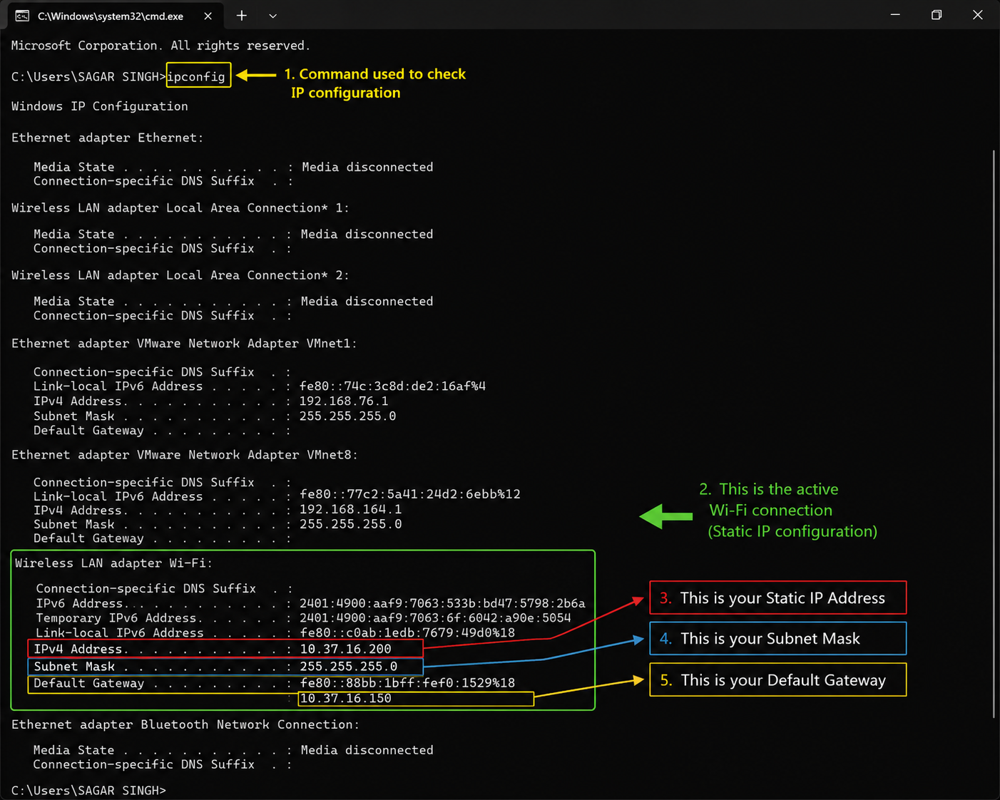 C:\Windows\system32\cmd.exe
Microsoft Corporation. All rights reserved.
C:\Users\SAGAR SINGH>ipconfig
1. Command used to check
IP configuration
Windows IP Configuration
Ethernet adapter Ethernet:
Media State . . . . . . . . . . . : Media disconnected
Connection-specific DNS Suffix . :
Wireless LAN adapter Local Area Connection* 1:
Media State . . . . . . . . . . . : Media disconnected
Connection-specific DNS Suffix . :
Wireless LAN adapter Local Area Connection* 2:
Media State . . . . . . . . . . . : Media disconnected
Connection-specific DNS Suffix . :
Ethernet adapter VMware Network Adapter VMnet1:
Connection-specific DNS Suffix . :
Link-local IPv6 Address . . . . . : fe80::74c:3c8d:de2:16af%4
IPv4 Address. . . . . . . . . . . : 192.168.76.1
Subnet Mask . . . . . . . . . . . : 255.255.255.0
Default Gateway . . . . . . . . . :
Ethernet adapter VMware Network Adapter VMnet8:
Connection-specific DNS Suffix . :
Link-local IPv6 Address . . . . . : fe80::77c2:5a41:24d2:6ebb%12
IPv4 Address. . . . . . . . . . . : 192.168.164.1
Subnet Mask . . . . . . . . . . . : 255.255.255.0
Default Gateway . . . . . . . . . :
2. This is the active
Wi-Fi connection
(Static IP configuration)
Wireless LAN adapter Wi-Fi:
Connection-specific DNS Suffix . :
IPv6 Address. . . . . . . . . . . : 2401:4900:aaf9:7063:533b:bd47:5798:2b6a
Temporary IPv6 Address. . . . . . : 2401:4900:aaf9:7063:6f:6042:a90e:5054
Link-local IPv6 Address . . . . . : fe80::c0ab:1edb:7679:49d0%18
IPv4 Address. . . . . . . . . . . : 10.37.16.200
Subnet Mask . . . . . . . . . . . : 255.255.255.0
Default Gateway . . . . . . . . . : fe80::88bb:1bff:fef0:1529%18
: 10.37.16.150
3. This is your Static IP Address
4. This is your Subnet Mask
5. This is your Default Gateway
Ethernet adapter Bluetooth Network Connection:
Media State . . . . . . . . . . . : Media disconnected
Connection-specific DNS Suffix . :
C:\Users\SAGAR SINGH>